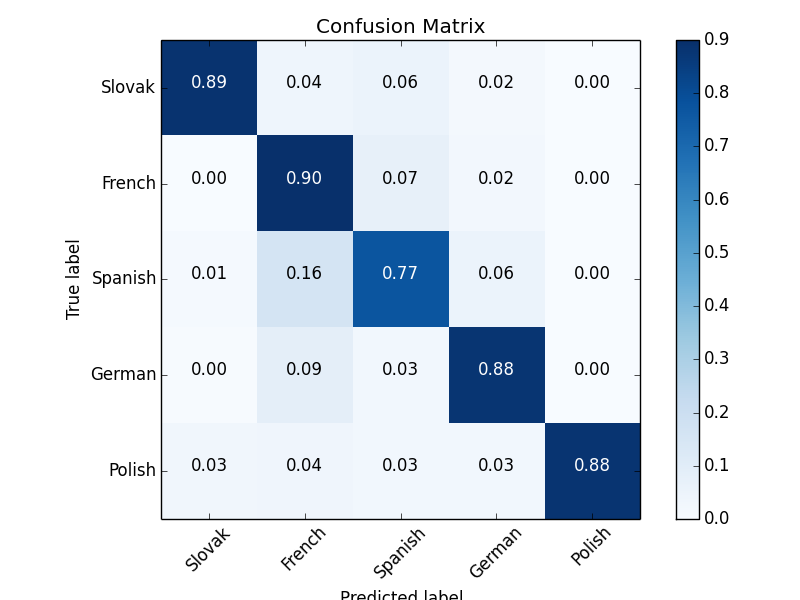 Confusion Matrix
Slovak 0.89 0.04 0.06 0.02 0.00
French 0.00 0.90 0.07 0.02 0.00
Spanish 0.01 0.16 0.77 0.06 0.00
German 0.00 0.09 0.03 0.88 0.00
Polish 0.03 0.04 0.03 0.03 0.88
True label
Slovak French Spanish German Polish
Predicted label
0.9
0.8
0.7
0.6
0.5
0.4
0.3
0.2
0.1
0.0